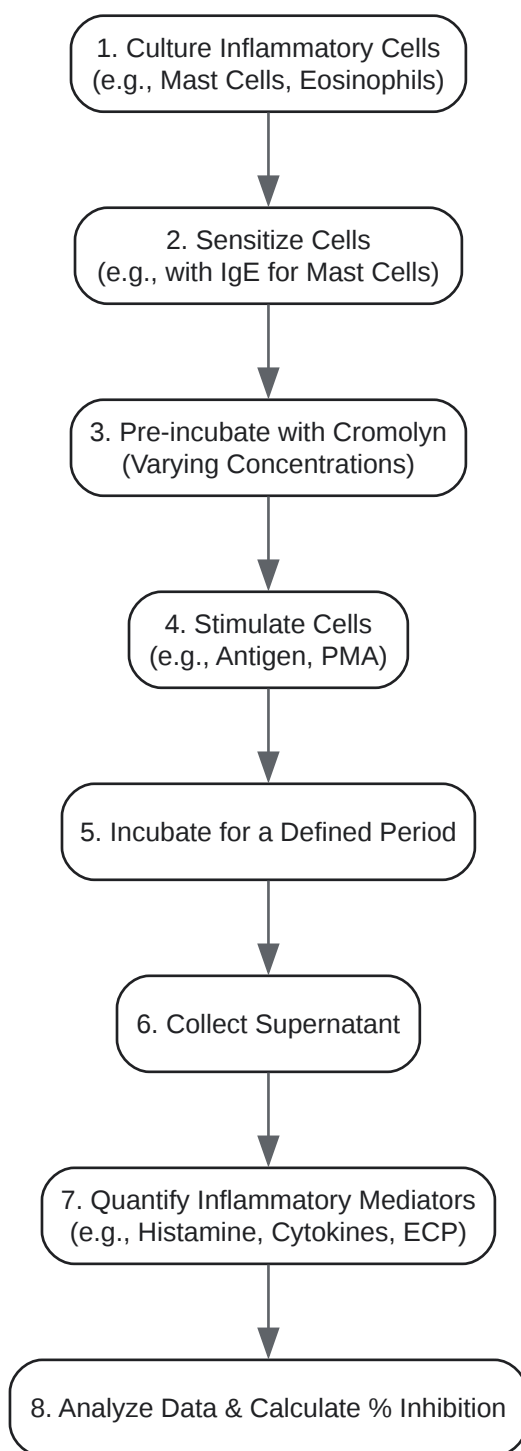 1. Culture Inflammatory Cells
(e.g., Mast Cells, Eosinophils)
2. Sensitize Cells
(e.g., with IgE for Mast Cells)
3. Pre-incubate with Cromolyn
(Varying Concentrations)
4. Stimulate Cells
(e.g., Antigen, PMA)
5. Incubate for a Defined Period
6. Collect Supernatant
7. Quantify Inflammatory Mediators
(e.g., Histamine, Cytokines, ECP)
8. Analyze Data & Calculate % Inhibition